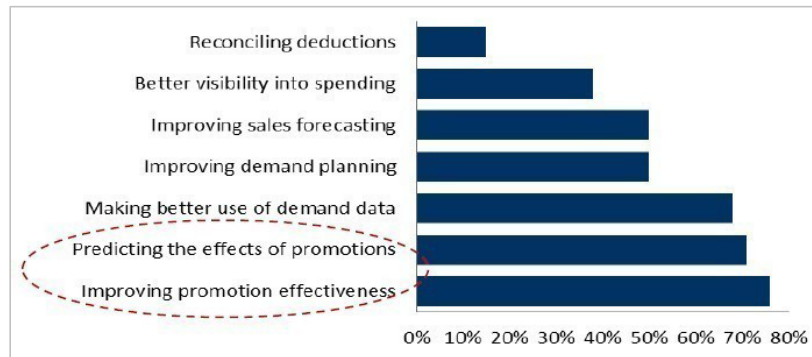 Reconciling deductions
Better visibility into spending
Improving sales forecasting
Improving demand planning
Making better use of demand data
Predicting the effects of promotions
Improving promotion effectiveness
0% 10% 20% 30% 40% 50% 60% 70% 80%